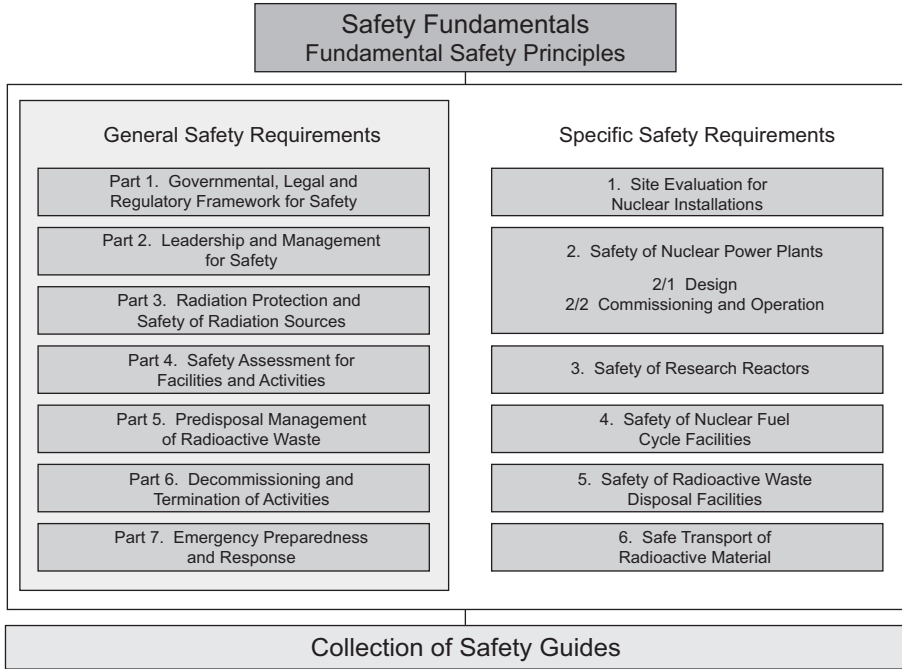 Safety Fundamentals
Fundamental Safety Principles
General Safety Requirements
Part 1. Governmental, Legal and
Regulatory Framework for Safety
Part 2. Leadership and Management
for Safety
Part 3. Radiation Protection and
Safety of Radiation Sources
Part 4. Safety Assessment for
Facilities and Activities
Part 5. Predisposal Management
of Radioactive Waste
Part 6. Decommissioning and
Termination of Activities
Part 7. Emergency Preparedness
and Response
Specific Safety Requirements
1. Site Evaluation for
Nuclear Installations
2. Safety of Nuclear Power Plants
2/1 Design
2/2 Commissioning and Operation
3. Safety of Research Reactors
4. Safety of Nuclear Fuel
Cycle Facilities
5. Safety of Radioactive Waste
Disposal Facilities
6. Safe Transport of
Radioactive Material
Collection of Safety Guides